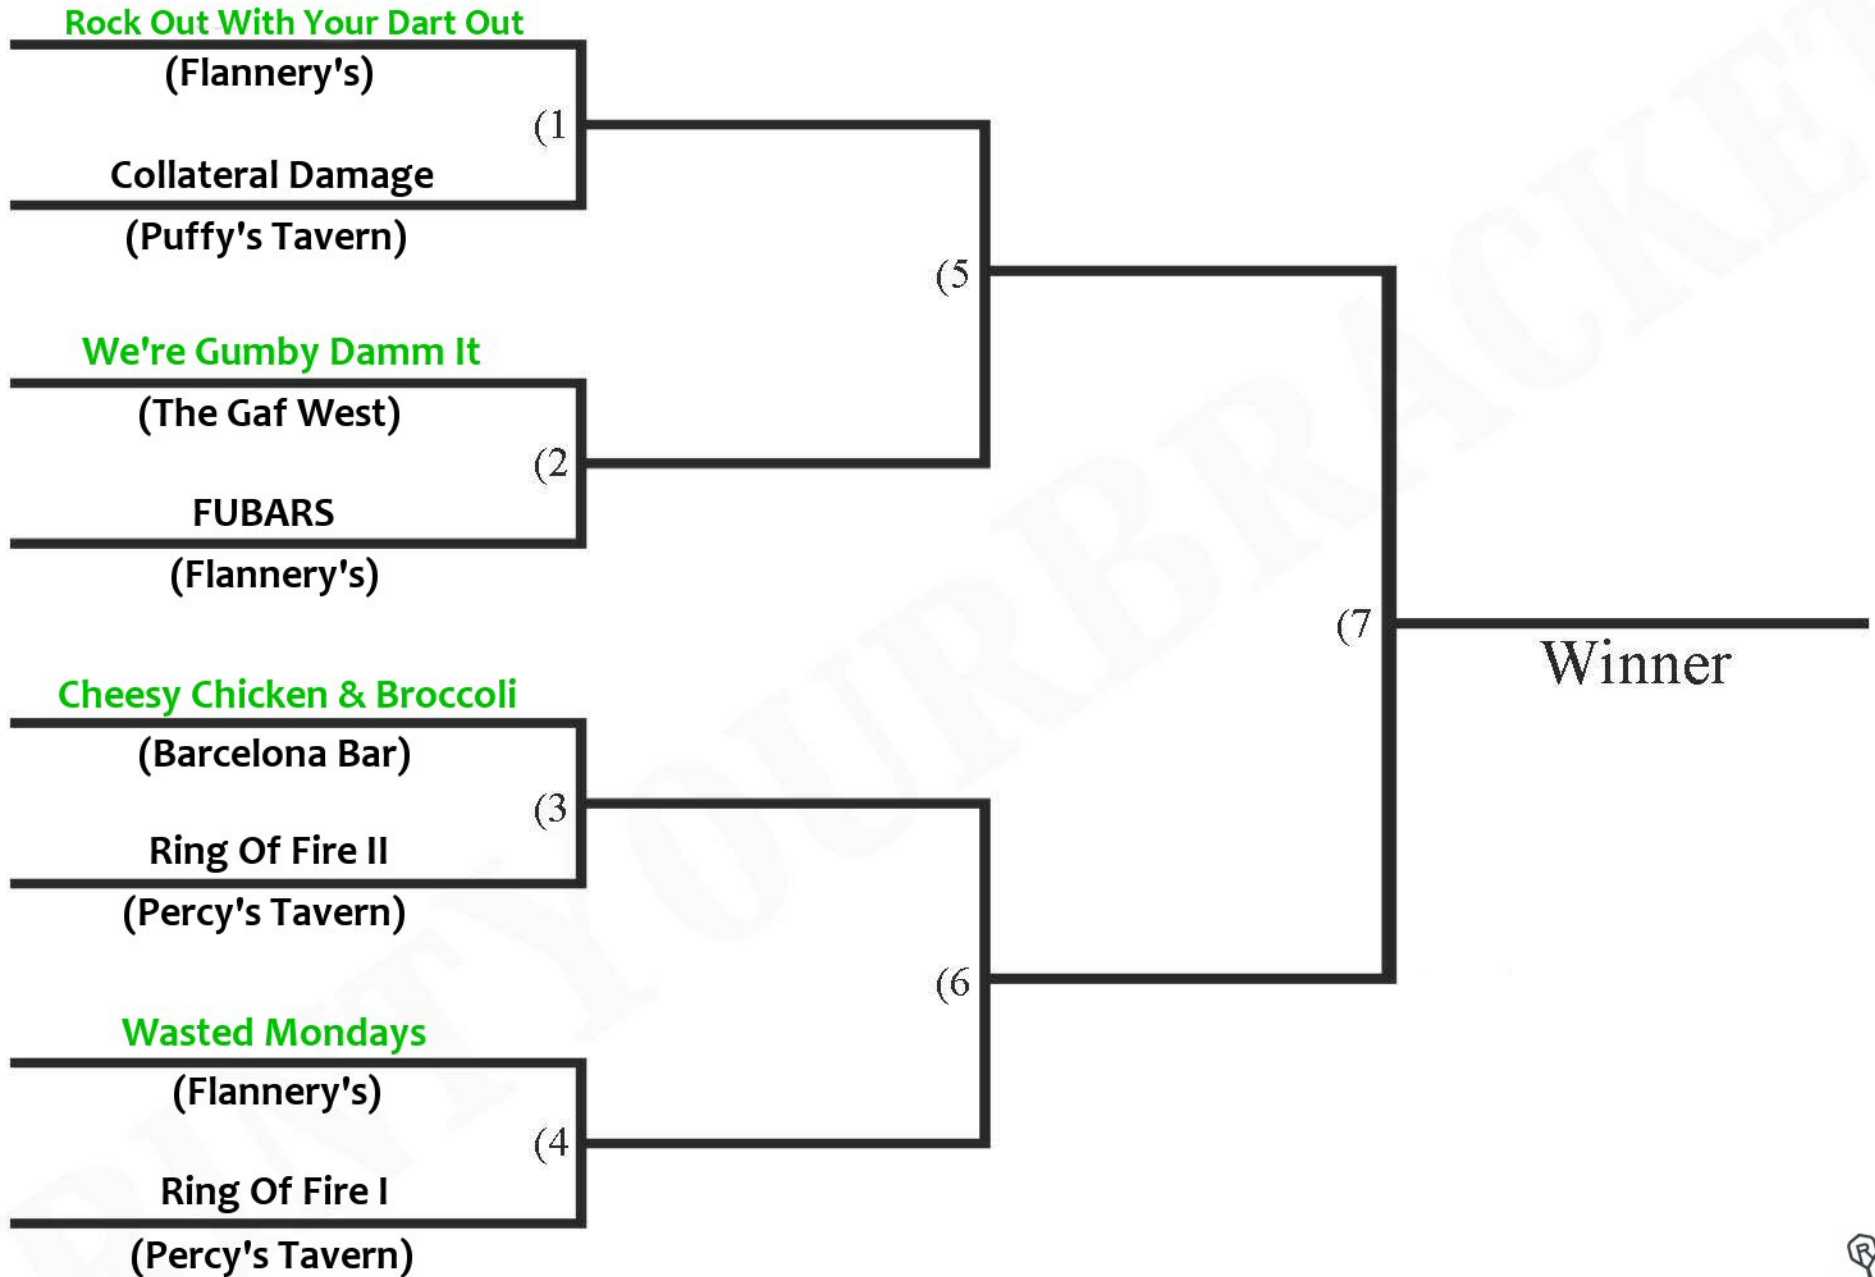 Rock Out With Your Dart Out
(Flannery's)
(1
Collateral Damage
(Puffy's Tavern)
(5
We're Gumby Damm It
(The Gaf West)
(2
FUBARS
(Flannery's)
(7
Winner
Cheesy Chicken & Broccoli
(Barcelona Bar)
(3
Ring Of Fire II
(Percy's Tavern)
(6
Wasted Mondays
(Flannery's)
(4
Ring Of Fire I
(Percy's Tavern)
RINTYOURBRACKET
R